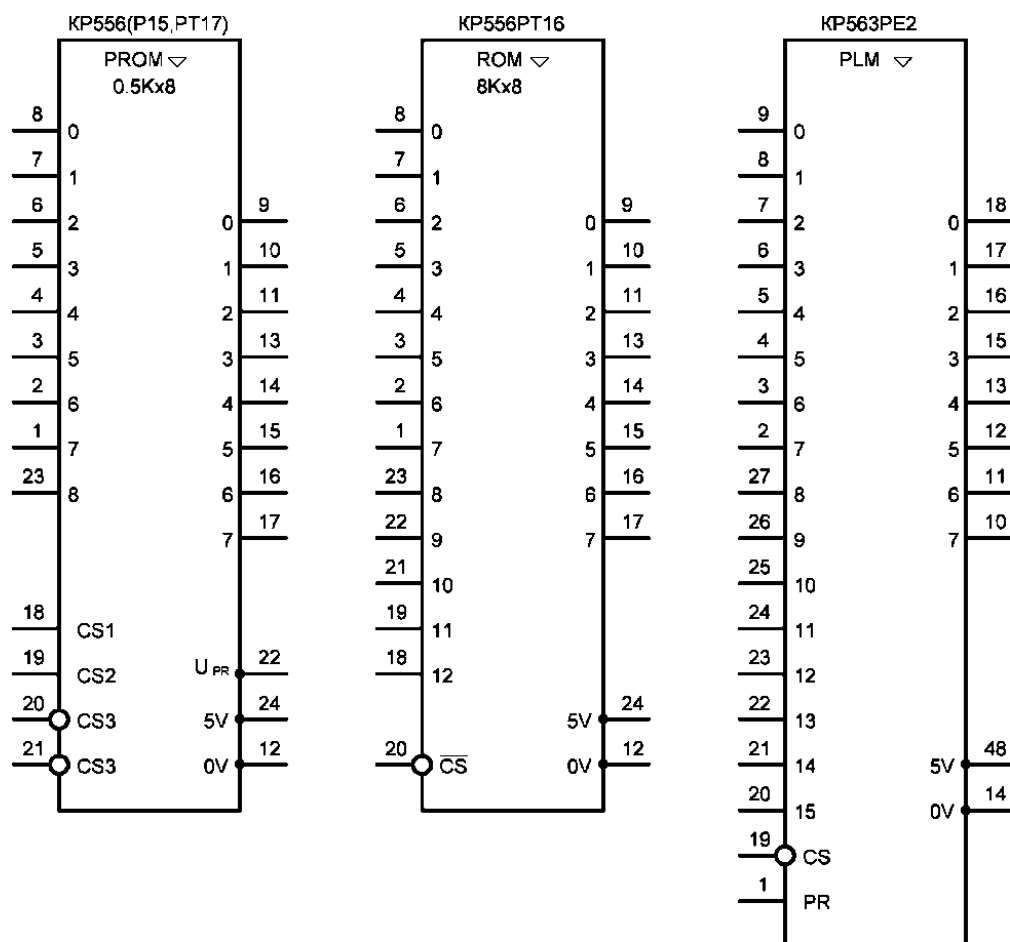 KP556(P15,PT17)
PROM ▽
0.5Kx8
8 0
7 1
6 2
5 3
4 4
3 5
2 6
1 7
23 8
18 CS1
19 CS2
20 CS3
21 CS3
0 9
1 10
2 11
3 13
4 14
5 15
6 16
7 17
U PR 22
5V 24
0V 12
KP556PT16
ROM ▽
8Kx8
8 0
7 1
6 2
5 3
4 4
3 5
2 6
1 7
23 8
22 9
21 10
19 11
18 12
20 C̅S̅
0 9
1 10
2 11
3 13
4 14
5 15
6 16
7 17
5V 24
0V 12
KP563PE2
PLM ▽
9 0
8 1
7 2
6 3
5 4
4 5
3 6
2 7
27 8
26 9
25 10
24 11
23 12
22 13
21 14
20 15
19 CS
1 PR
0 18
1 17
2 16
3 15
4 13
5 12
6 11
7 10
5V 48
0V 14